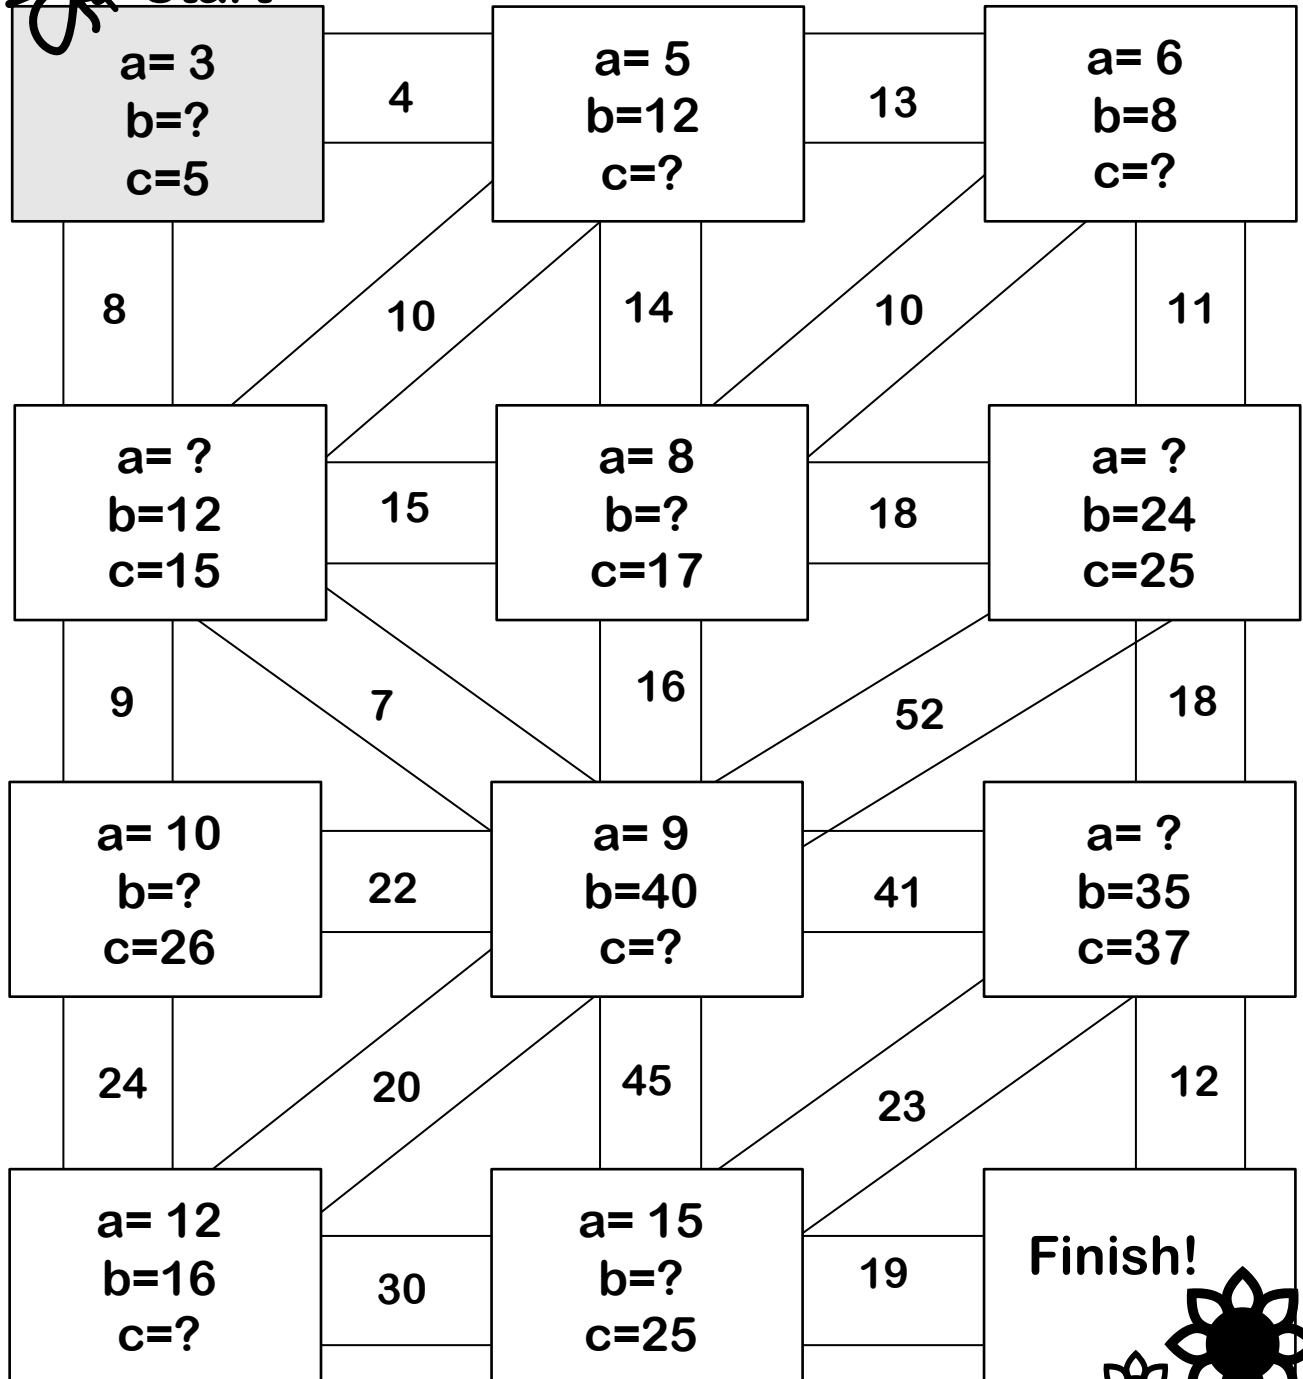 Start
a= 3
b=?
c=5
4
a= 5
b=12
c=?
13
a= 6
b=8
c=?
8
10
14
10
11
a= ?
b=12
c=15
15
a= 8
b=?
c=17
18
a= ?
b=24
c=25
9
7
16
52
18
a= 10
b=?
c=26
22
a= 9
b=40
c=?
41
a= ?
b=35
c=37
24
20
45
23
12
a= 12
b=16
c=?
30
a= 15
b=?
c=25
19
Finish!